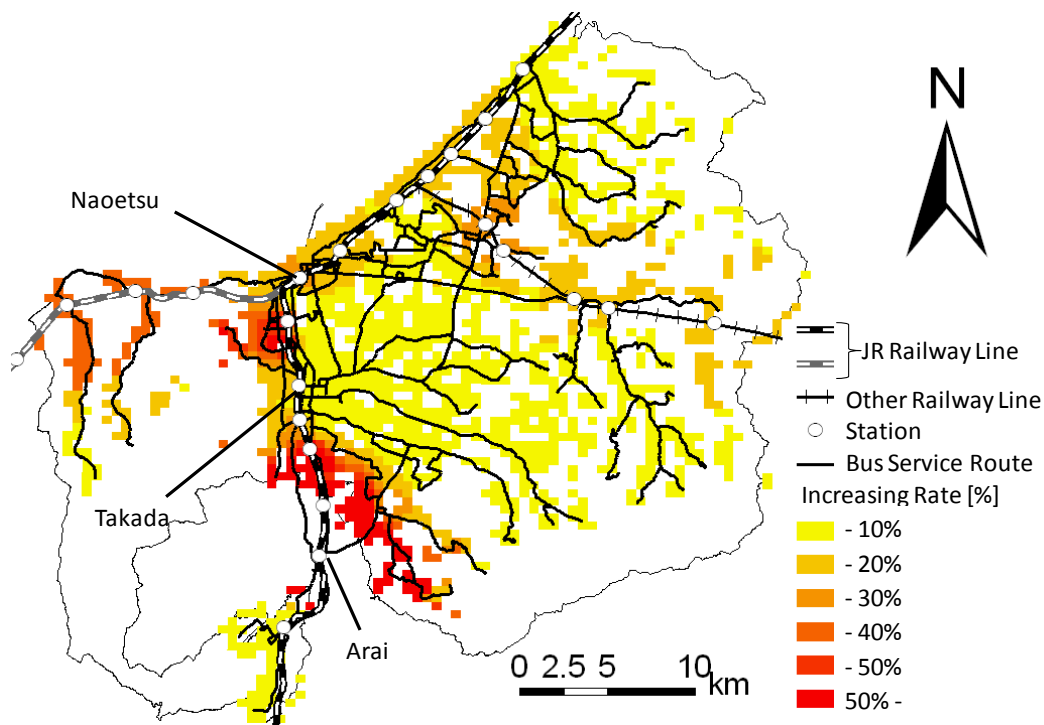 N
Naoetsu
Takada
Arai
JR Railway Line
Other Railway Line
Station
Bus Service Route
Increasing Rate [%]
- 10%
- 20%
- 30%
- 40%
- 50%
50% -
0 2.5 5 10
km